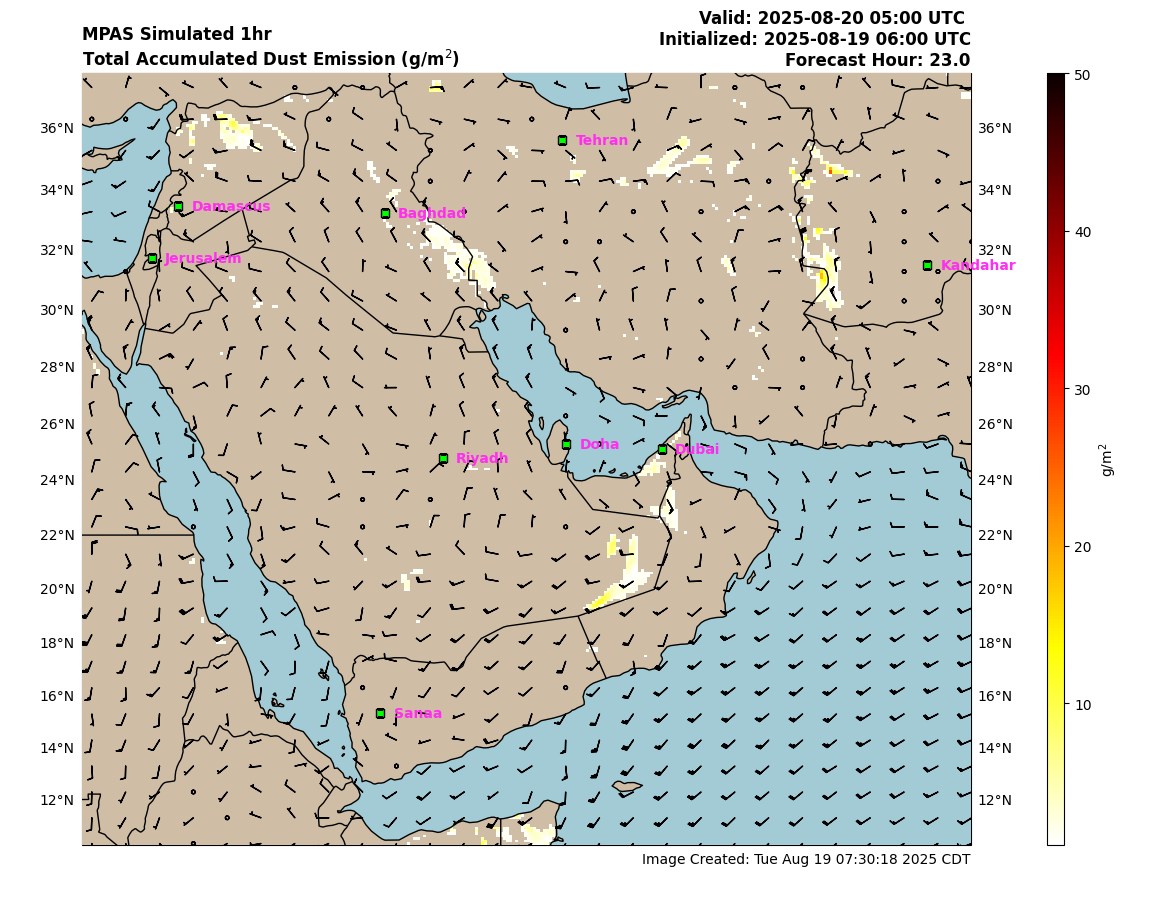 MPAS Simulated 1hr
Total Accumulated Dust Emission (g/m²)
Valid: 2025-08-20 05:00 UTC
Initialized: 2025-08-19 06:00 UTC
Forecast Hour: 23.0
36°N
34°N
32°N
30°N
28°N
26°N
24°N
22°N
20°N
18°N
16°N
14°N
12°N
Tehran
Damascus
Baghdad
Jerusalem
Kandahar
Doha
Dubai
Riyadh
Sanaa
36°N
34°N
32°N
30°N
28°N
26°N
24°N
22°N
20°N
18°N
16°N
14°N
12°N
50
40
30
20
10
g/m²
Image Created: Tue Aug 19 07:30:18 2025 CDT